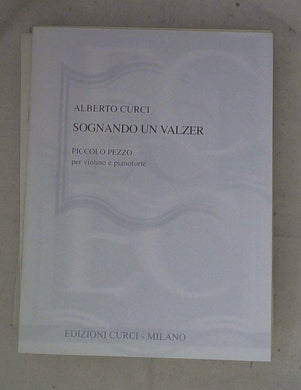 ALBERTO CURCI
SOGNANDO UN VALZER
PICCOLO PEZZO
per violino e pianoforte
EDIZIONI CURCI - MILANO